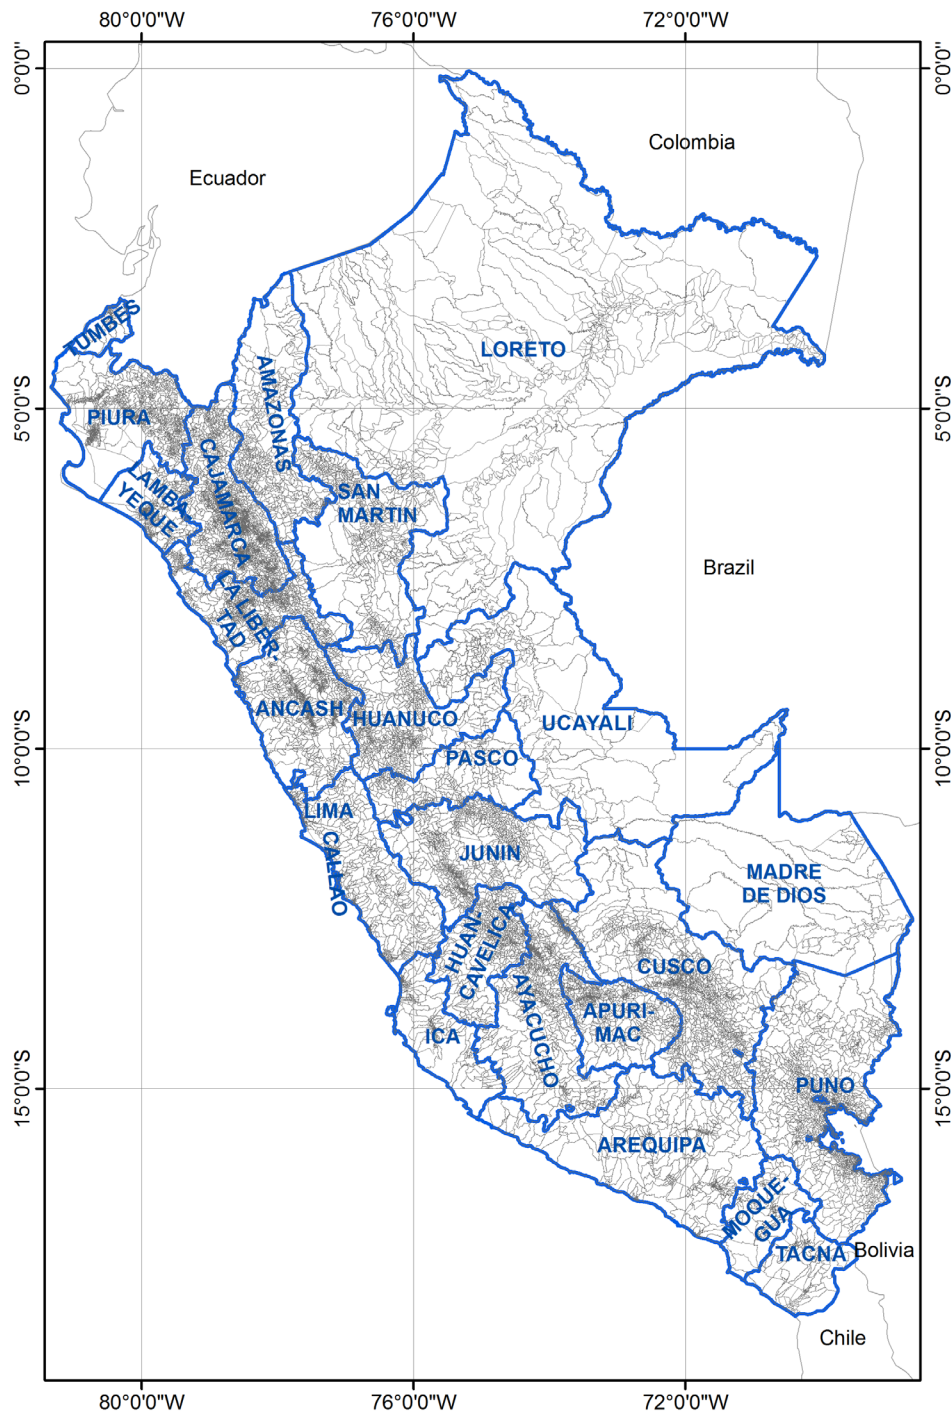 80°0'0"W 76°0'0"W 72°0'0"W
0°0'0"
0°0'0"
Colombia
Ecuador
TUMBES
LORETO
AMAZONAS
5°0'0"S
5°0'0"S
PIURA
CAJAMARCA
LAMBA
YEQUE
SAN
MARTIN
Brazil
LA LIBER-
TAD
ANCASH
HUANUCO
UCAYALI
10°0'0"S
10°0'0"S
PASCO
LIMA
CALLAO
JUNIN
MADRE
DE DIOS
HUAN-
CAVELICA
CUSCO
AYACUCHO
APURI-
MAC
ICA
15°0'0"S
15°0'0"S
PUNO
AREQUIPA
MOQUE-
GUA
TACNA
Bolivia
Chile
80°0'0"W 76°0'0"W 72°0'0"W